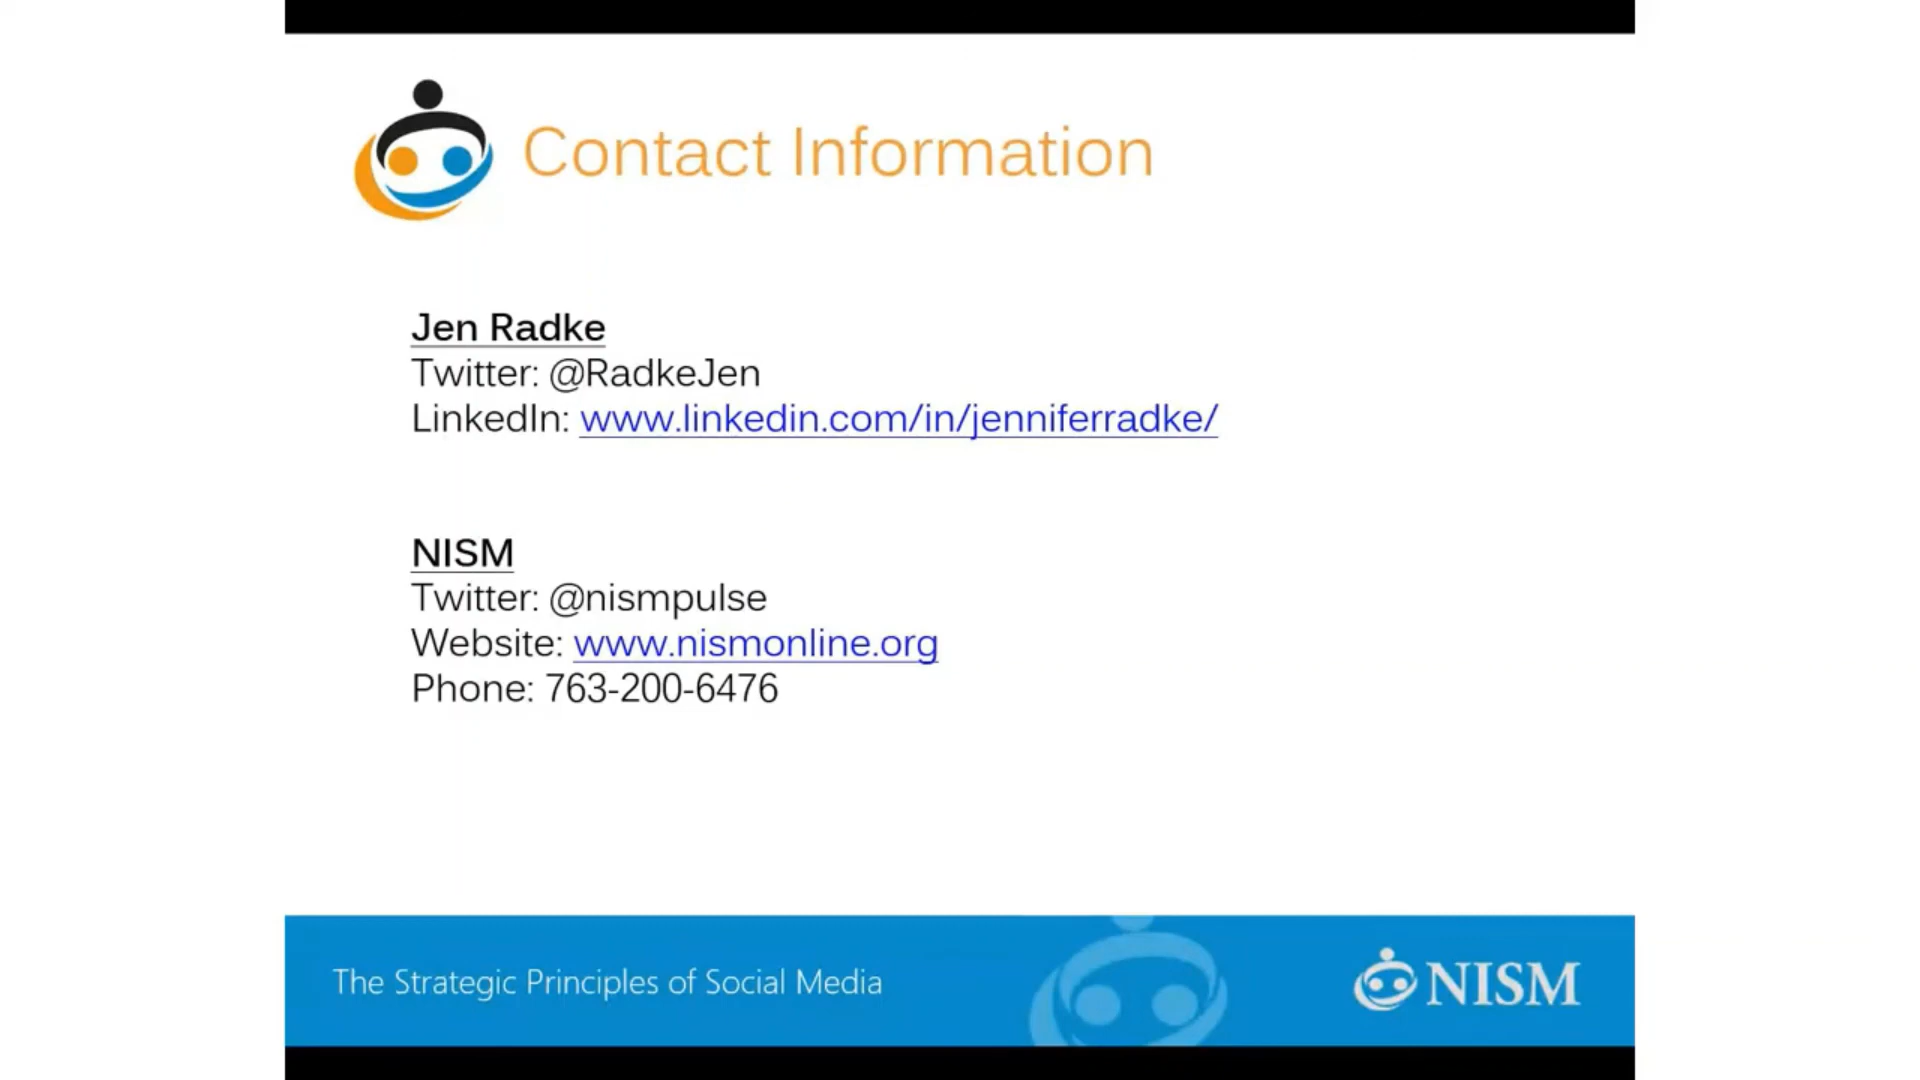 Contact Information
Jen Radke
Twitter: @RadkeJen
LinkedIn: www.linkedin.com/in/jenniferradke/
NISM
Twitter: @nismpulse
Website: www.nismonline.org
Phone: 763-200-6476
The Strategic Principles of Social Media
NISM